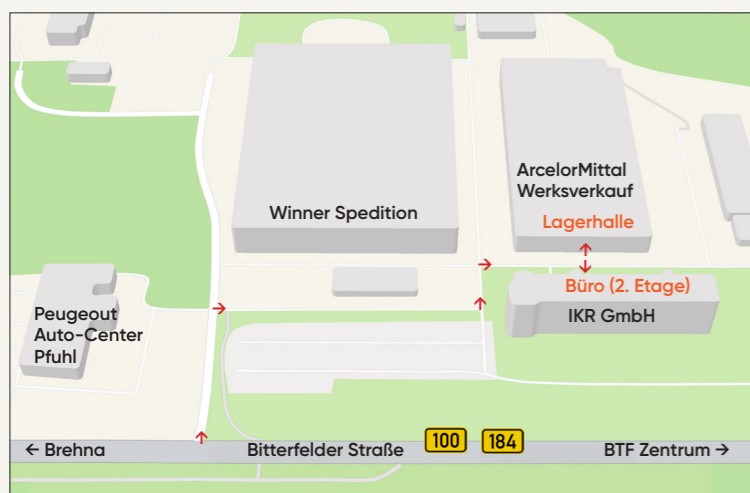 ArcelorMittal
Werksverkauf
Winner Spedition
Lagerhalle
Büro (2. Etage)
Peugeout
Auto-Center
Pfuhl
IKR GmbH
← Brehna
Bitterfelder Straße
100
184
BTF Zentrum →